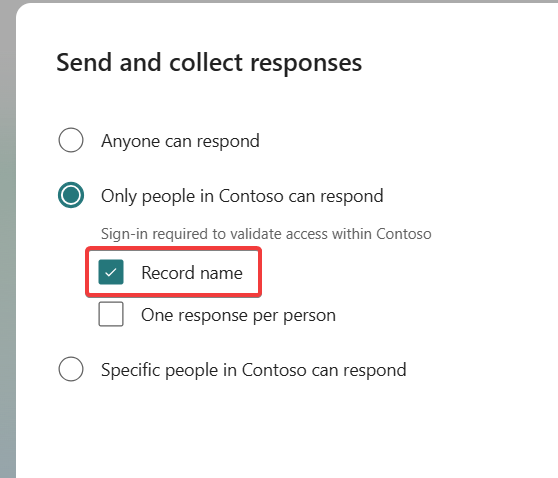 Send and collect responses
Anyone can respond
Only people in Contoso can respond
Sign-in required to validate access within Contoso
Record name
One response per person
Specific people in Contoso can respond